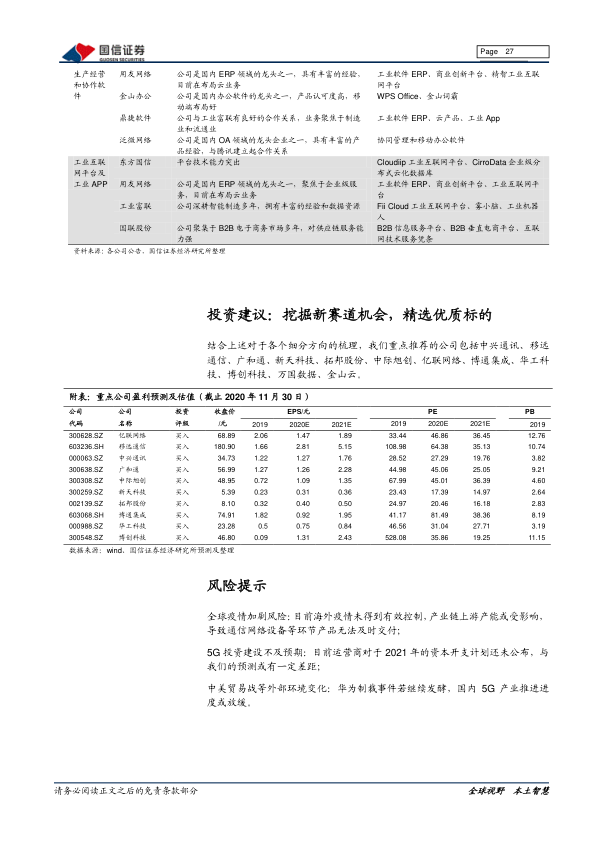 国信证券
GUOSEN SECURITIES
Page 27
生产经营 用友网络 公司是国内 ERP 领域的龙头之一，具有丰富的经验， 工业软件 ERP、商业创新平台、精智工业互联
和协作软 目前在布局云业务 网平台
件 金山办公 公司是国内办公软件的龙头之一，产品认可度高，移 WPS Office、金山词霸
动端布局好
鼎捷软件 公司与工业富联有良好的合作关系，业务聚焦于制造 工业软件 ERP、云产品、工业 App
业和流通业
泛微网络 公司是国内 OA 领域的龙头企业之一，具有丰富的产 协同管理和移动办公软件
品经验，与腾讯建立起合作关系
工业互联 东方国信 平台技术能力突出 Cloudiip 工业互联网平台、CirroData 企业级分
网平台及 布式云化数据库
工业 APP 用友网络 公司是国内 ERP 领域的龙头之一，聚焦于企业级服 工业软件 ERP、商业创新平台、工业互联网平
务，目前在布局云业务 台
工业富联 公司深耕智能制造多年，拥有丰富的经验和数据资源 Fii Cloud 工业互联网平台、雾小脑、工业机器
人
国联股份 公司聚焦于 B2B 电子商务市场多年，对供应链服务能 B2B 信息服务平台、B2B 垂直电商平台、互联
力强 网技术服务凭条
资料来源：各公司公告、国信证券经济研究所整理
投资建议：挖掘新赛道机会，精选优质标的
结合上述对于各个细分方向的梳理，我们重点推荐的公司包括中兴通讯、移远
通信、广和通、新天科技、拓邦股份、中际旭创、亿联网络、博通集成、华工科
技、博创科技、万国数据、金山云。
附表：重点公司盈利预测及估值（截止 2020 年 11 月 30 日）
公司 公司 投资 收盘价 EPS/元 PE PB
代码 名称 评级 /元 2019 2020E 2021E 2019 2020E 2021E 2019
300628.SZ 亿联网络 买入 68.89 2.06 1.47 1.89 33.44 46.86 36.45 12.76
603236.SH 移远通信 买入 180.90 1.66 2.81 5.15 108.98 64.38 35.13 10.74
000063.SZ 中兴通讯 买入 34.73 1.22 1.27 1.76 28.52 27.29 19.76 3.82
300638.SZ 广和通 买入 56.99 1.27 1.26 2.28 44.98 45.06 25.05 9.21
300308.SZ 中际旭创 买入 48.95 0.72 1.09 1.35 67.99 45.01 36.39 4.60
300259.SZ 新天科技 买入 5.39 0.23 0.31 0.36 23.43 17.39 14.97 2.64
002139.SZ 拓邦股份 买入 8.10 0.32 0.40 0.50 24.97 20.46 16.18 2.83
603068.SH 博通集成 买入 74.91 1.82 0.92 1.95 41.17 81.49 38.36 8.19
000988.SZ 华工科技 买入 23.28 0.5 0.75 0.84 46.56 31.04 27.71 3.19
300548.SZ 博创科技 买入 46.80 0.09 1.31 2.43 528.08 35.86 19.25 11.15
数据来源：wind、国信证券经济研究所预测及整理
风险提示
全球疫情加剧风险：目前海外疫情未得到有效控制，产业链上游产能或受影响，
导致通信网络设备等环节产品无法及时交付；
5G 投资建设不及预期：目前运营商对于 2021 年的资本开支计划还未公布，与
我们的预测或有一定差距；
中美贸易战等外部环境变化：华为制裁事件若继续发酵，国内 5G 产业推进进
度或放缓。
请务必阅读正文之后的免责条款部分 全球视野 本土智慧